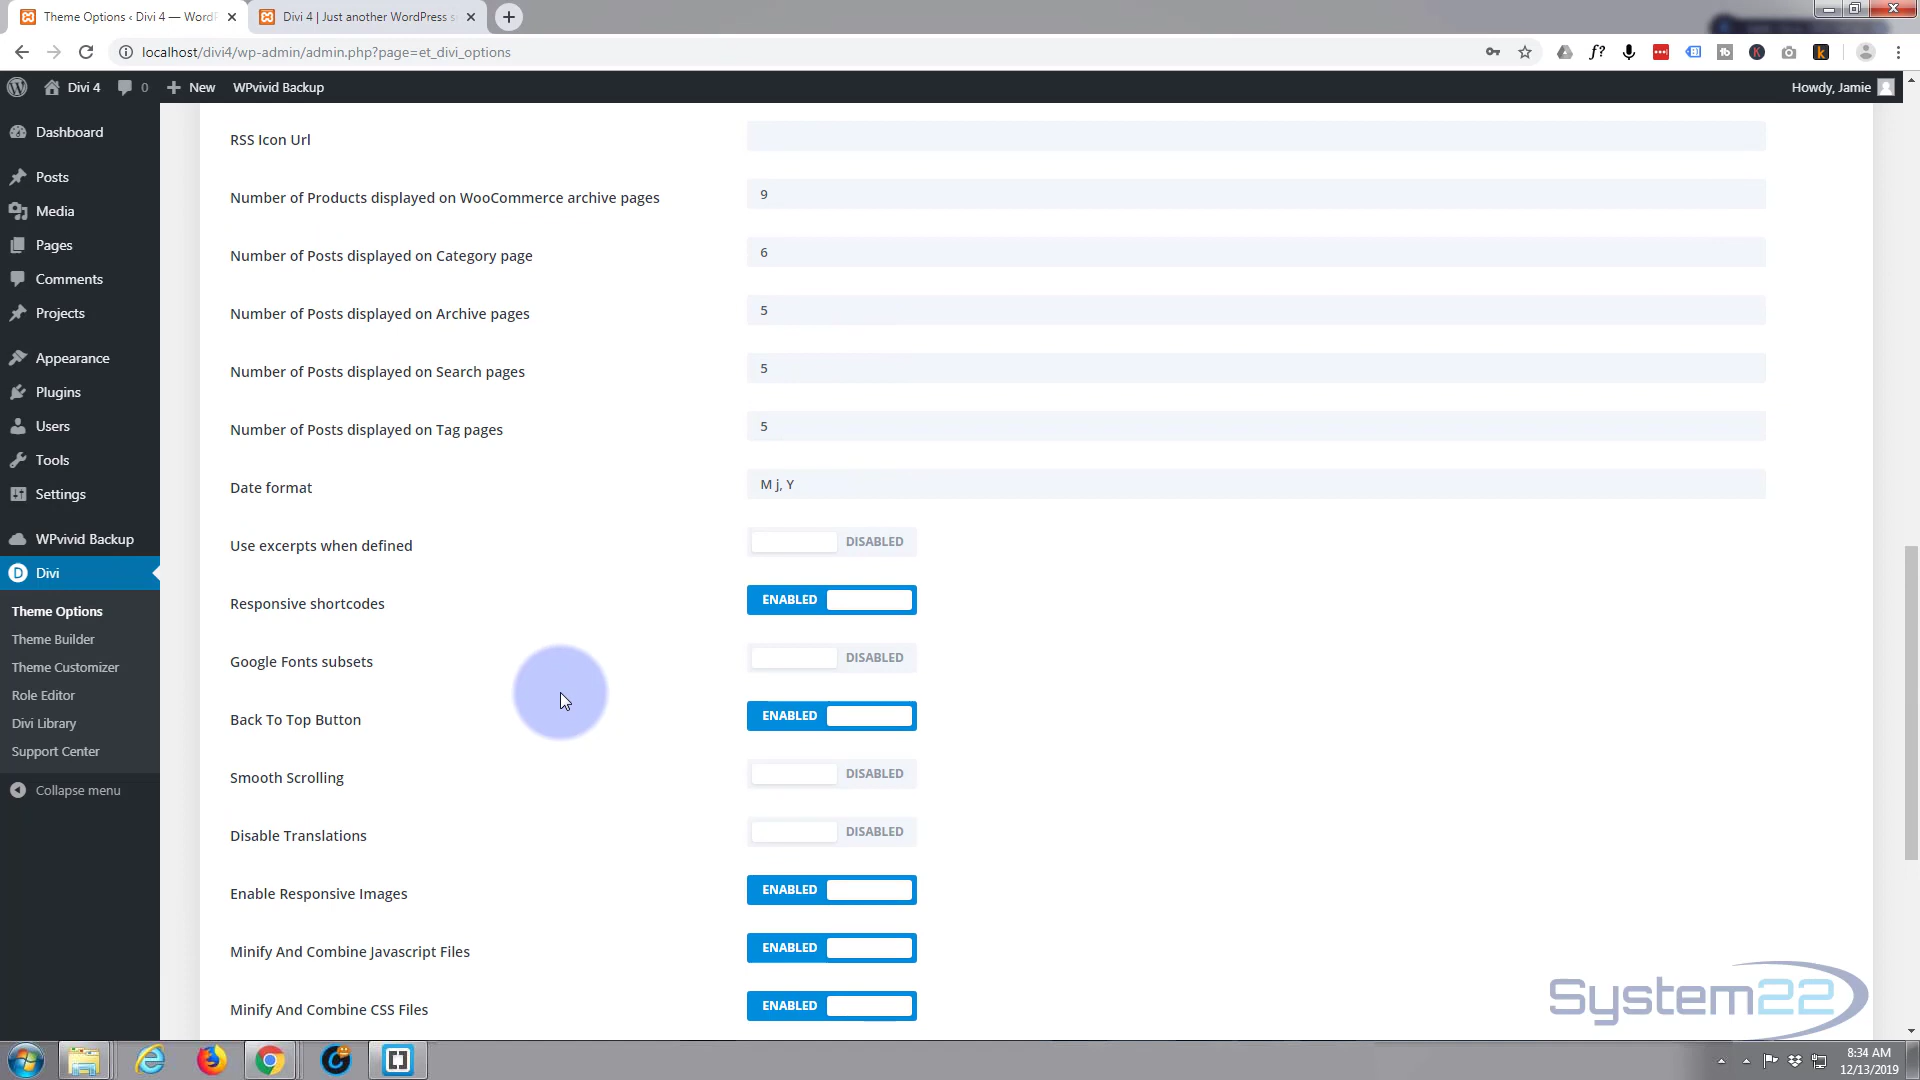 Theme Options ‹ Divi 4 — WordP
Divi 4 | Just another WordPress s
localhost/divi4/wp-admin/admin.php?page=et_divi_options
Divi 4
0
New
WPvivid Backup
Howdy, Jamie
Dashboard
Posts
Media
Pages
Comments
Projects
Appearance
Plugins
Users
Tools
Settings
WPvivid Backup
Divi
Theme Options
Theme Builder
Theme Customizer
Role Editor
Divi Library
Support Center
Collapse menu
RSS Icon Url
Number of Products displayed on WooCommerce archive pages 9
Number of Posts displayed on Category page 6
Number of Posts displayed on Archive pages 5
Number of Posts displayed on Search pages 5
Number of Posts displayed on Tag pages 5
Date format M j, Y
Use excerpts when defined DISABLED
Responsive shortcodes ENABLED
Google Fonts subsets DISABLED
Back To Top Button ENABLED
Smooth Scrolling DISABLED
Disable Translations DISABLED
Enable Responsive Images ENABLED
Minify And Combine Javascript Files ENABLED
Minify And Combine CSS Files ENABLED
System22
8:34 AM
12/13/2019